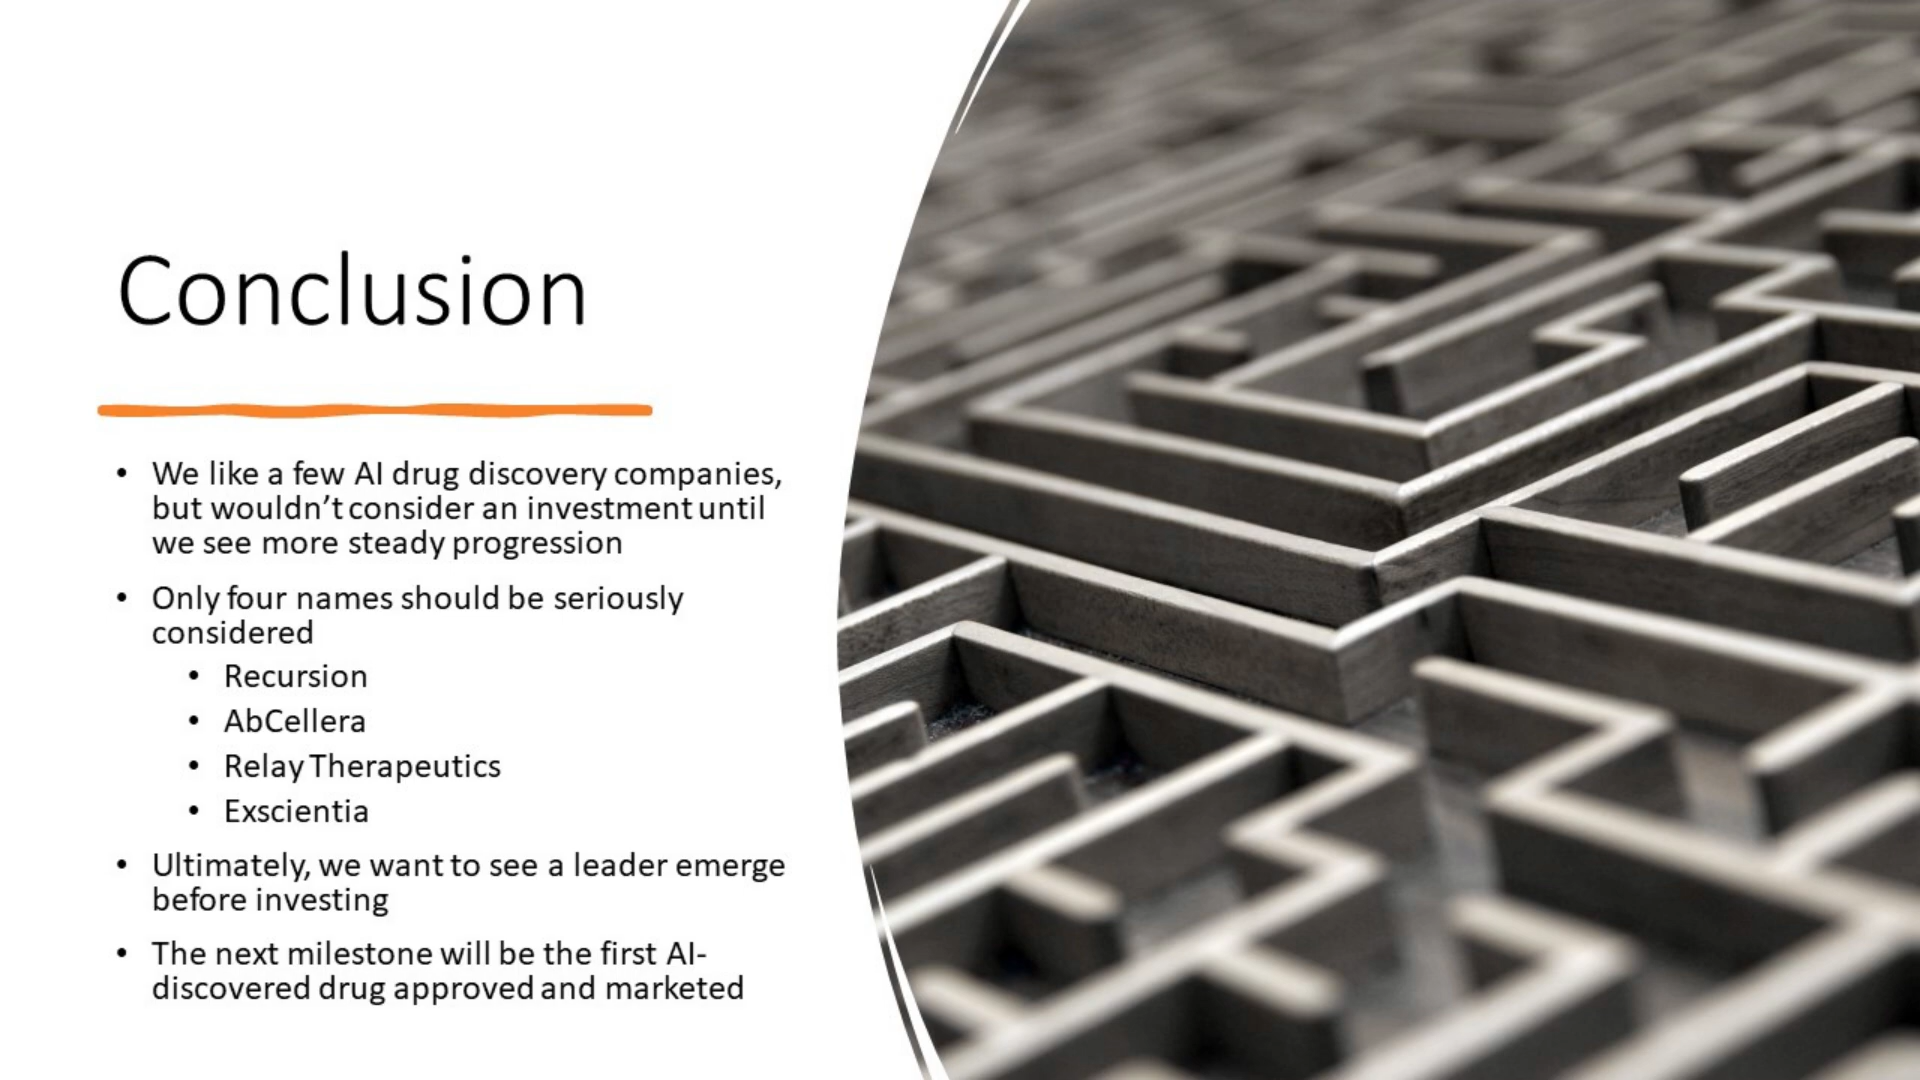 Conclusion
• We like a few AI drug discovery companies,
but wouldn’t consider an investment until
we see more steady progression
• Only four names should be seriously
considered
• Recursion
• AbCellera
• Relay Therapeutics
• Exscientia
• Ultimately, we want to see a leader emerge
before investing
• The next milestone will be the first AI-
discovered drug approved and marketed